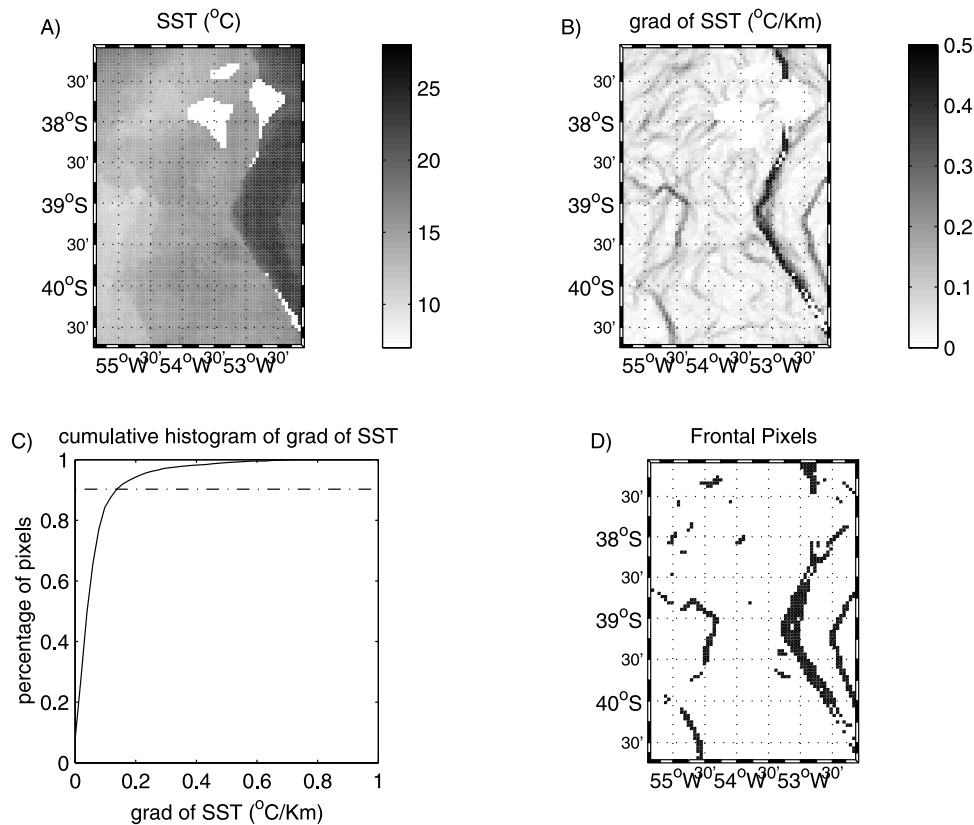 A) SST (°C)
30'
38°S
30'
39°S
30'
40°S
30'
55°W 30' 54°W 30' 53°W 30'
25
20
15
10
B) grad of SST (°C/Km)
30'
38°S
30'
39°S
30'
40°S
30'
55°W 30' 54°W 30' 53°W 30'
0.5
0.4
0.3
0.2
0.1
0
C) cumulative histogram of grad of SST
percentage of pixels
1
0.8
0.6
0.4
0.2
0
0 0.2 0.4 0.6 0.8 1
grad of SST (°C/Km)
D) Frontal Pixels
30'
38°S
30'
39°S
30'
40°S
30'
55°W 30' 54°W 30' 53°W 30'